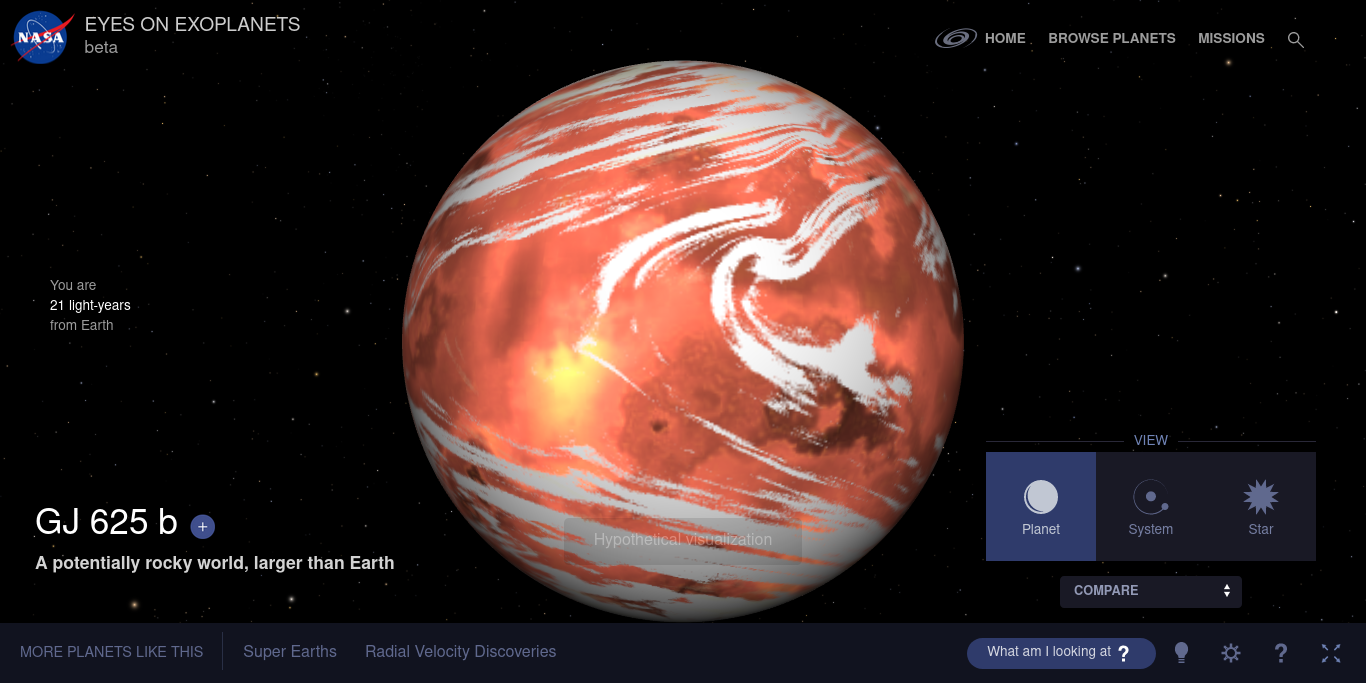 NASA
EYES ON EXOPLANETS
beta
HOME
BROWSE PLANETS
MISSIONS
You are
21 light-years
from Earth
GJ 625 b +
A potentially rocky world, larger than Earth
Hypothetical visualization
VIEW
Planet
System
Star
COMPARE
MORE PLANETS LIKE THIS
Super Earths
Radial Velocity Discoveries
What am I looking at ?
?